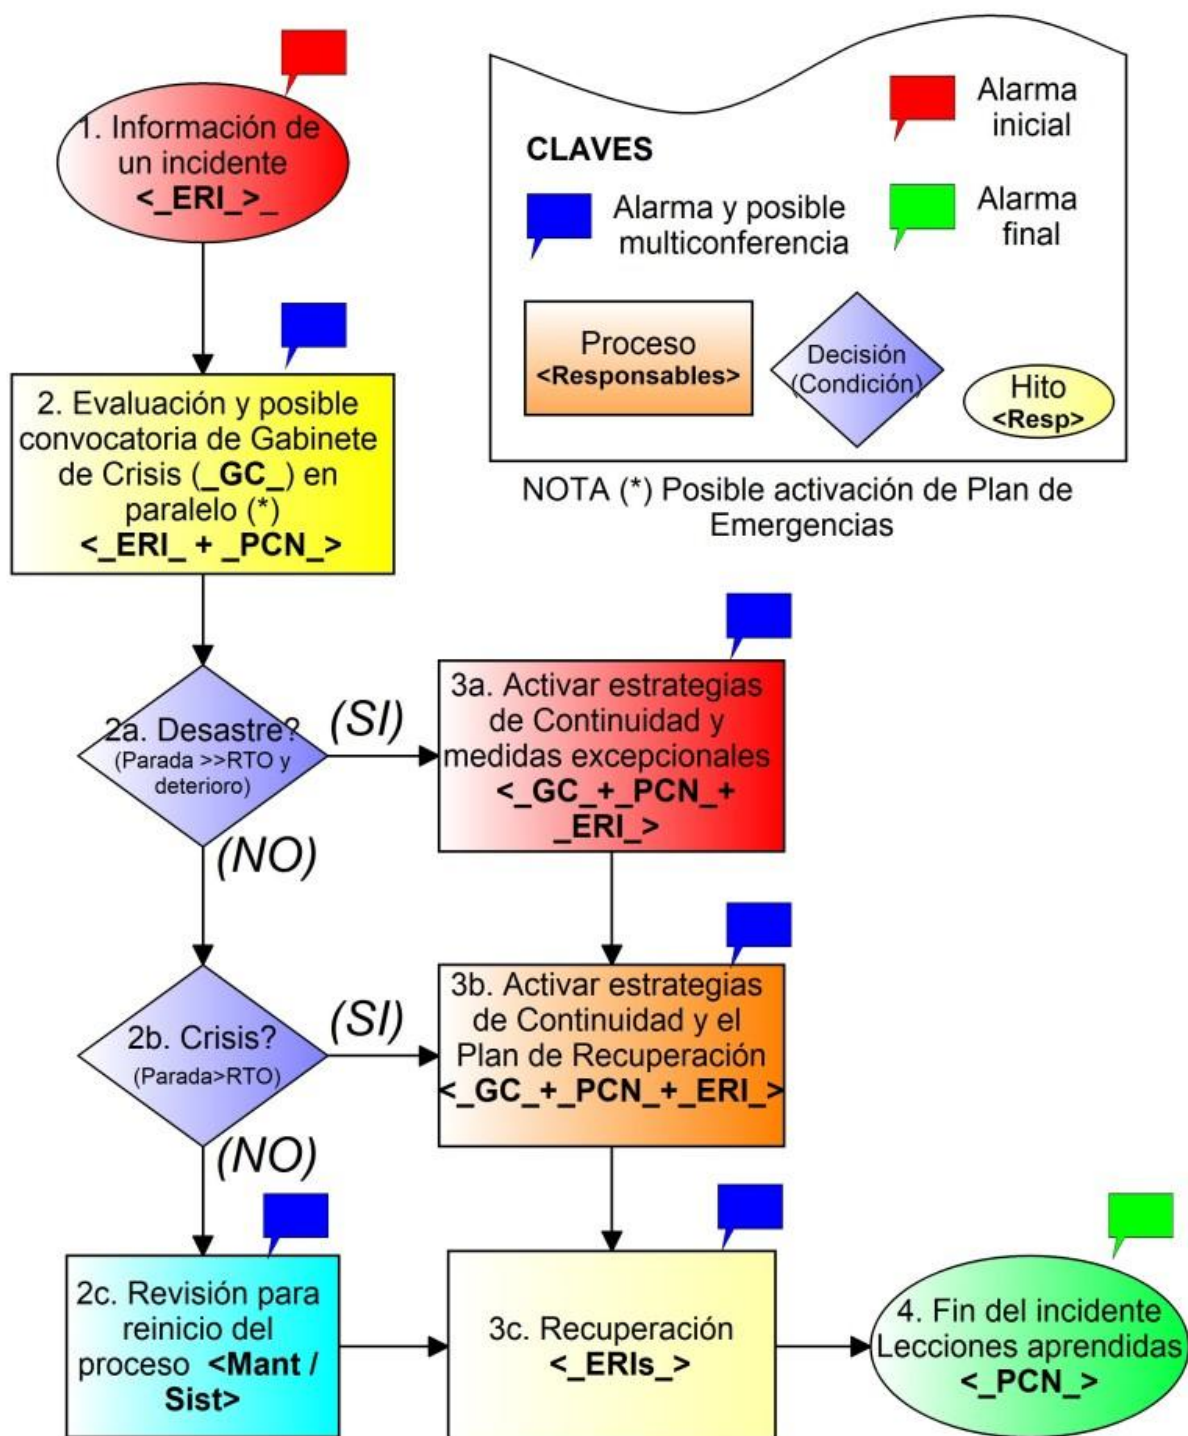 1. Información de
un incidente
<_ERI_>_
CLAVES
Alarma
inicial
Alarma y posible
multiconferencia
Alarma
final
Proceso
<Responsables>
Decisión
(Condición)
Hito
<Resp>
NOTA (*) Posible activación de Plan de
Emergencias
2. Evaluación y posible
convocatoria de Gabinete
de Crisis (_GC_) en
paralelo (*)
<_ERI_ + _PCN_>
2a. Desastre?
(Parada >>RTO y
deterioro)
(SI)
(NO)
3a. Activar estrategias
de Continuidad y
medidas excepcionales
<_GC_+_PCN_+
_ERI_>
2b. Crisis?
(Parada>RTO)
(SI)
(NO)
3b. Activar estrategias
de Continuidad y el
Plan de Recuperación
<_GC_+_PCN_+_ERI_>
2c. Revisión para
reinicio del
proceso <Mant /
Sist>
3c. Recuperación
<_ERIs_>
4. Fin del incidente
Lecciones aprendidas
<_PCN_>